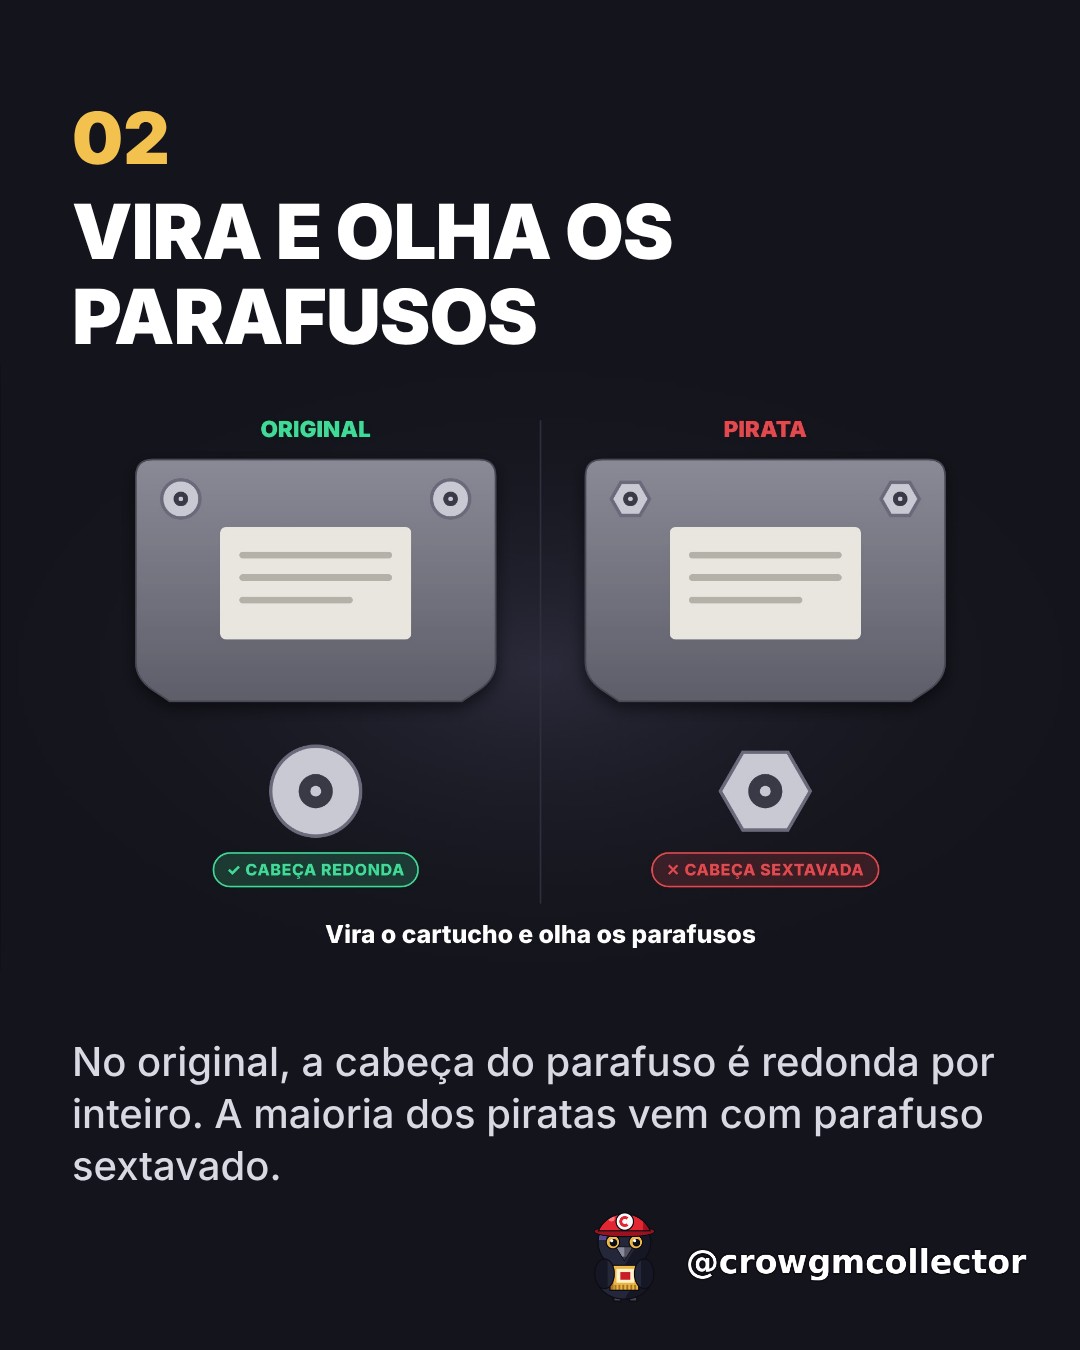 02
VIRA E OLHA OS
PARAFUSOS
ORIGINAL
PIRATA
✓ CABEÇA REDONDA
✕ CABEÇA SEXTAVADA
Vira o cartucho e olha os parafusos
No original, a cabeça do parafuso é redonda por
inteiro. A maioria dos piratas vem com parafuso
sextavado.
C
@crowgmcollector